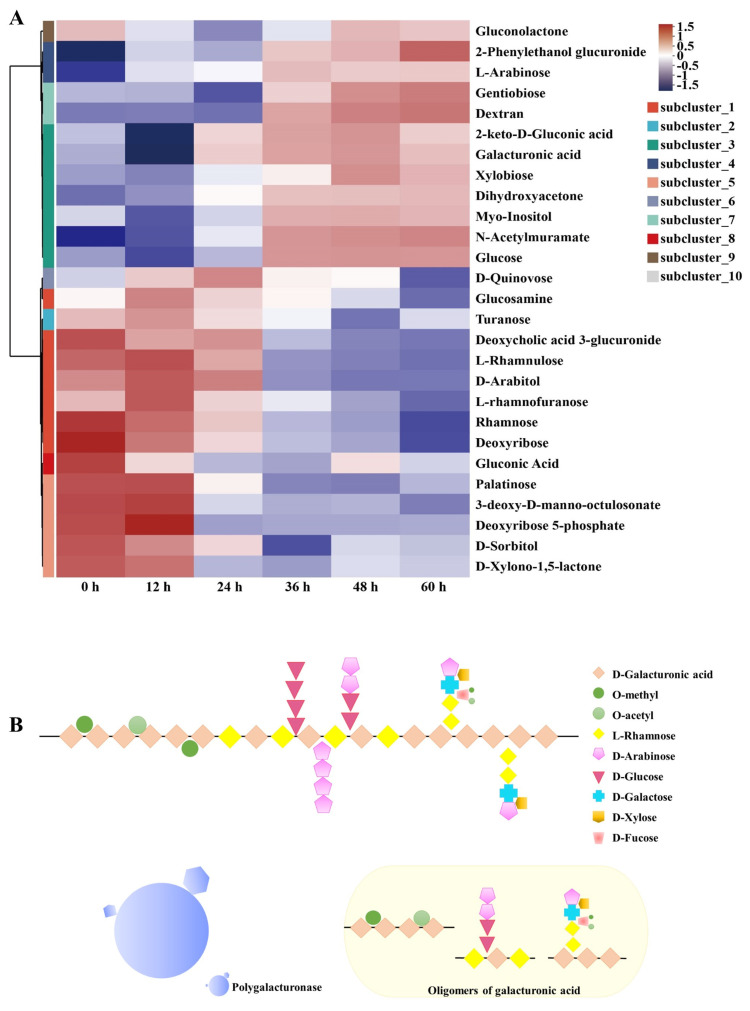 A
Gluconolactone
2-Phenylethanol glucuronide
L-Arabinose
Gentiobiose
Dextran
2-keto-D-Gluconic acid
Galacturonic acid
Xylobiose
Dihydroxyacetone
Myo-Inositol
N-Acetylmuramate
Glucose
D-Quinovose
Glucosamine
Turanose
Deoxycholic acid 3-glucuronide
L-Rhamnulose
D-Arabitol
L-rhamnofuranose
Rhamnose
Deoxyribose
Gluconic Acid
Palatinose
3-deoxy-D-manno-octulosonate
Deoxyribose 5-phosphate
D-Sorbitol
D-Xylono-1,5-lactone
0 h 12 h 24 h 36 h 48 h 60 h
1.5
1
0.5
0
-0.5
-1
-1.5
subcluster_1
subcluster_2
subcluster_3
subcluster_4
subcluster_5
subcluster_6
subcluster_7
subcluster_8
subcluster_9
subcluster_10
B
D-Galacturonic acid
O-methyl
O-acetyl
L-Rhamnose
D-Arabinose
D-Glucose
D-Galactose
D-Xylose
D-Fucose
Polygalacturonase
Oligomers of galacturonic acid